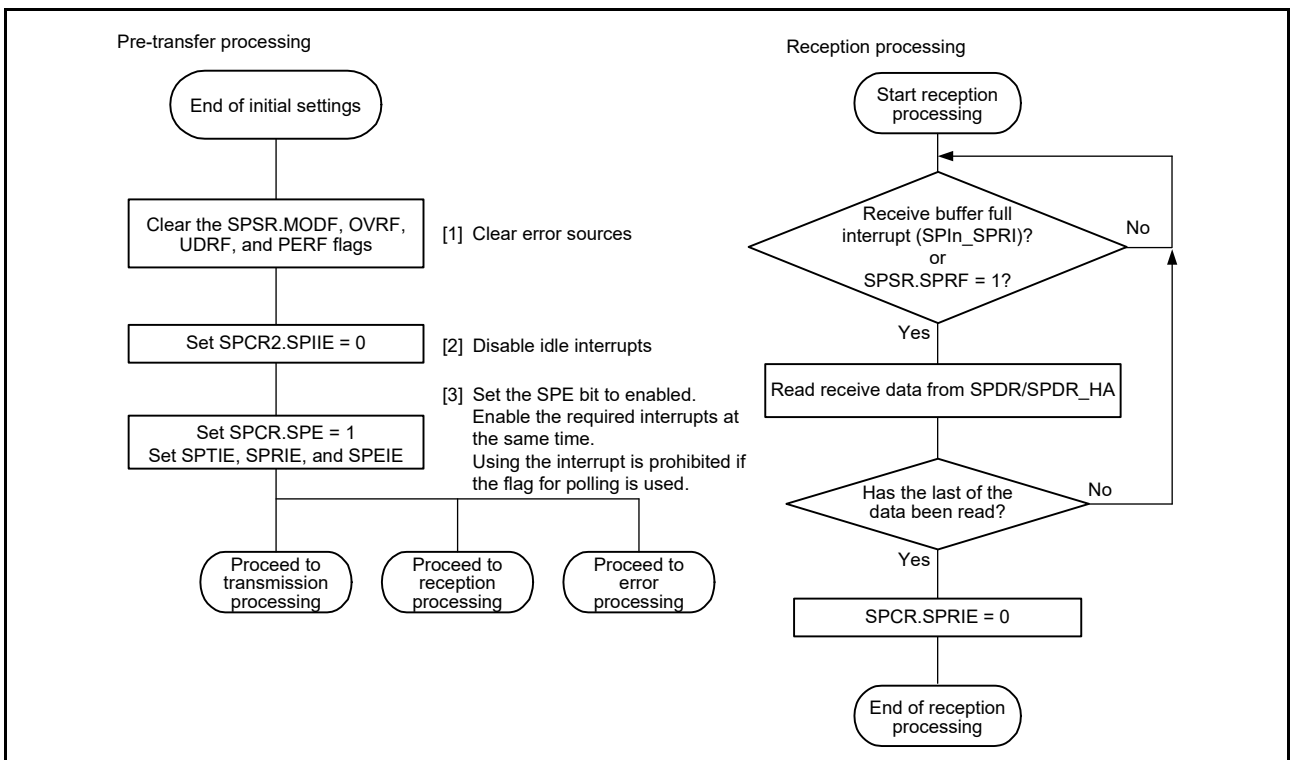 Pre-transfer processing
End of initial settings
Clear the SPSR.MODF, OVRF,
UDRF, and PERF flags
[1] Clear error sources
Set SPCR2.SPIIE = 0
[2] Disable idle interrupts
Set SPCR.SPE = 1
Set SPTIE, SPRIE, and SPEIE
[3] Set the SPE bit to enabled.
Enable the required interrupts at
the same time.
Using the interrupt is prohibited if
the flag for polling is used.
Proceed to
transmission
processing
Proceed to
reception
processing
Proceed to
error
processing
Reception processing
Start reception
processing
Receive buffer full
interrupt (SPIn_SPRI)?
or
SPSR.SPRF = 1?
No
Yes
Read receive data from SPDR/SPDR_HA
Has the last of the
data been read?
No
Yes
SPCR.SPRIE = 0
End of reception
processing